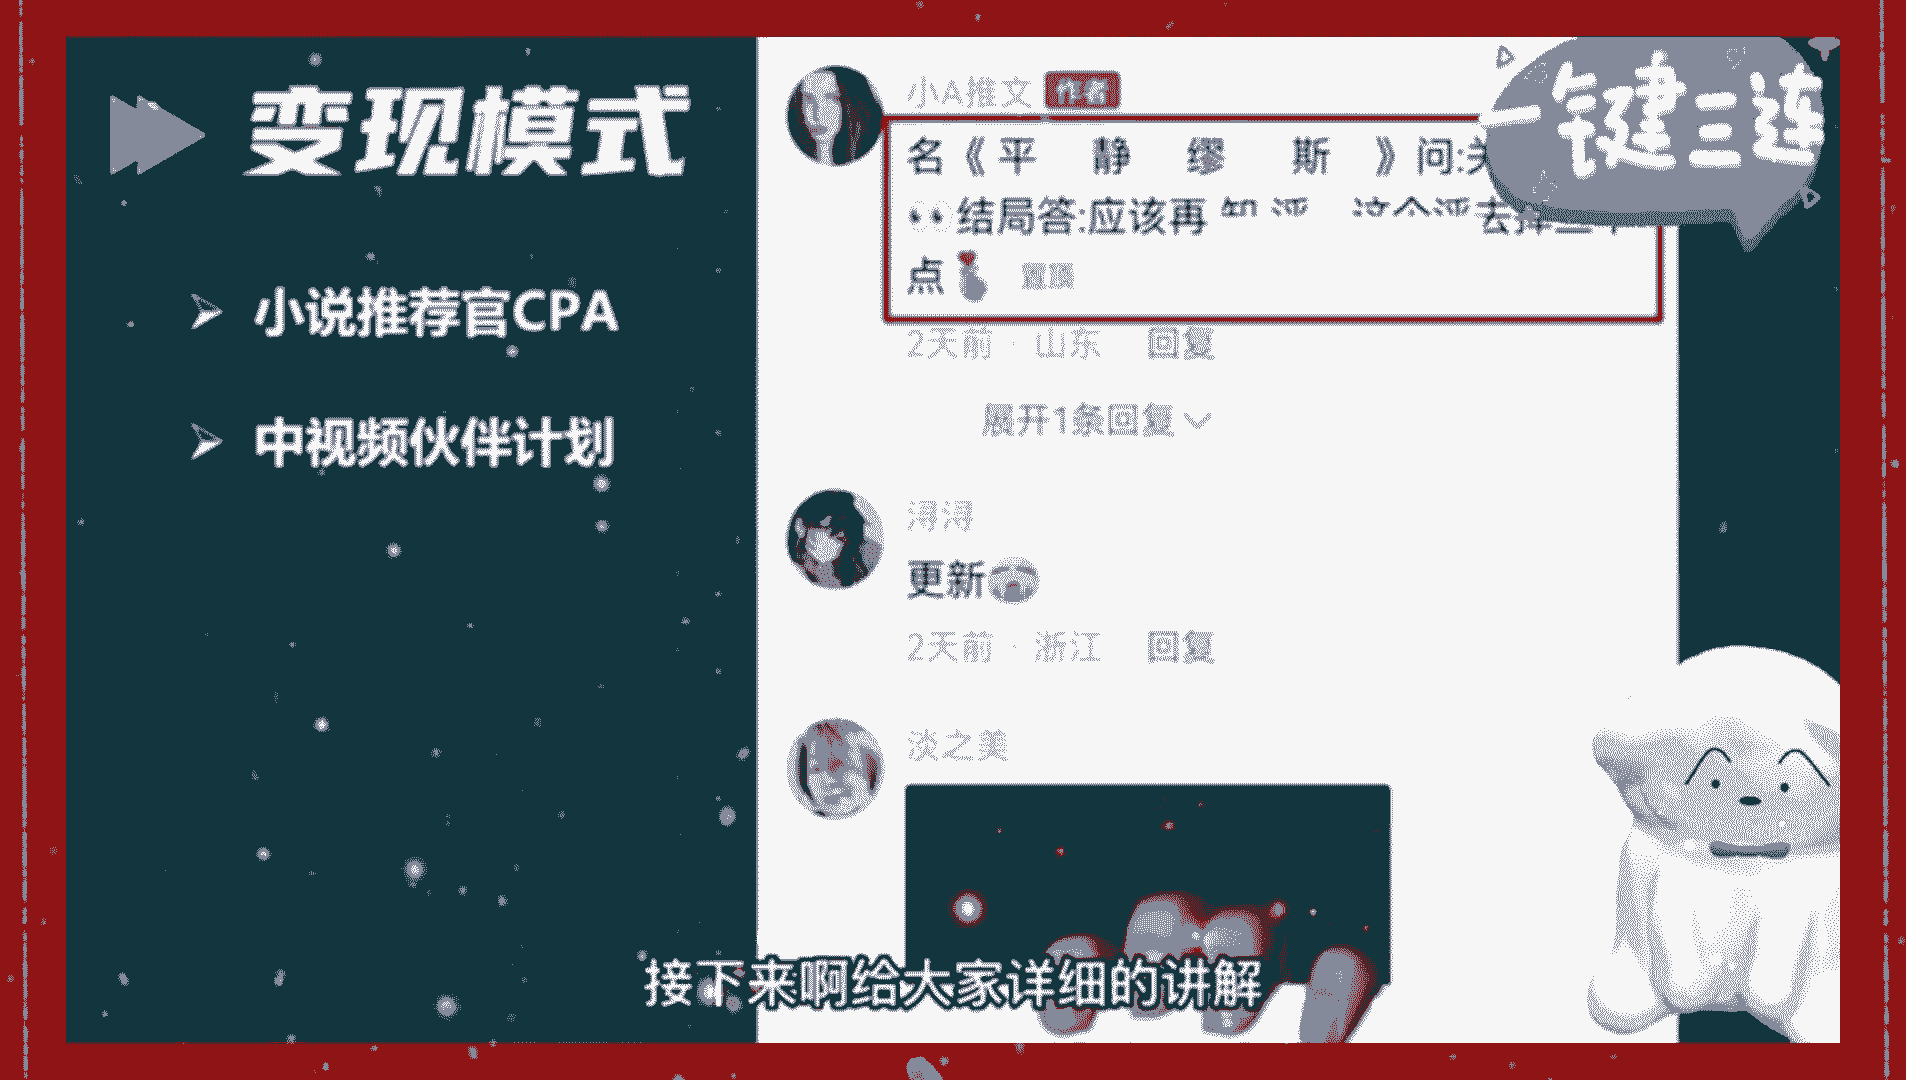 变现模式
小说推荐官CPA
中视频伙伴计划
小A推文 作者
名《平 静 缪 斯 》问:关
👀结局答:应该再 去掉
点 置顶
2天前 · 山东 回复
展开1条回复
浔浔
更新😭
2天前 · 浙江 回复
淡之美
一键三连
接下来啊给大家详细的讲解